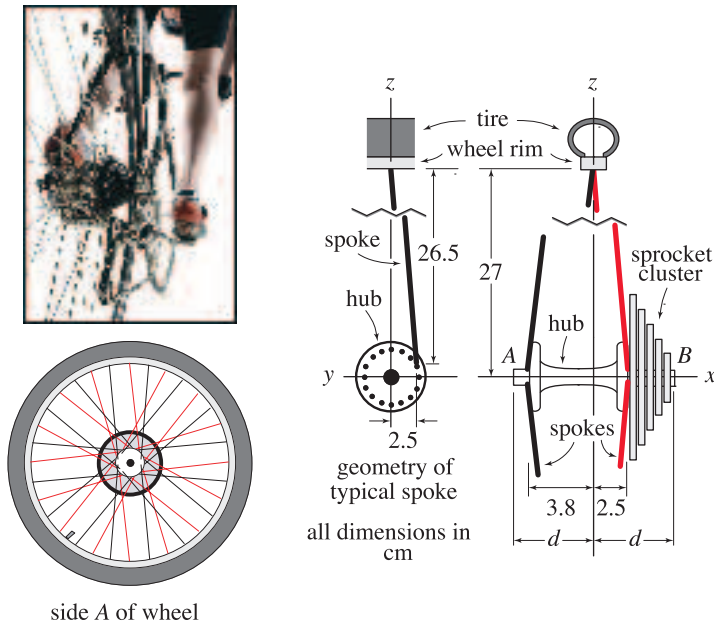 z
z
tire
wheel rim
spoke
26.5
27
sprocket
cluster
hub
hub
A
B
y
x
2.5
spokes
geometry of
typical spoke
3.8
2.5
all dimensions in
cm
d
d
side A of wheel